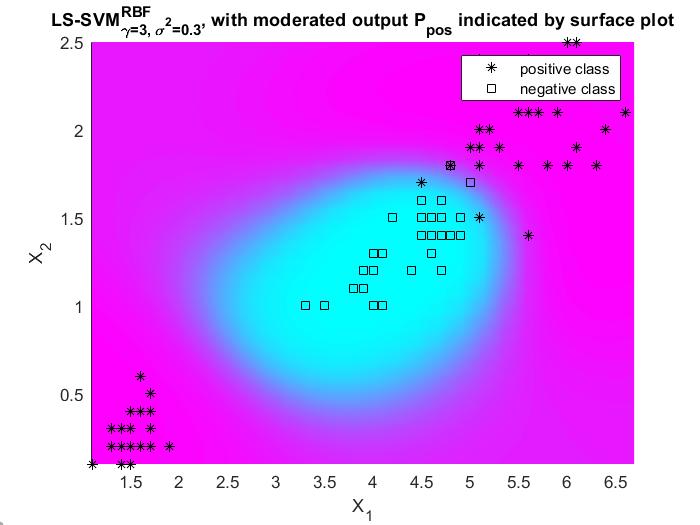 LS-SVM^RBF_γ=3, σ²=0.3, with moderated output P_pos indicated by surface plot
positive class
negative class
2.5
2
1.5
1
0.5
X_2
1.5 2 2.5 3 3.5 4 4.5 5 5.5 6 6.5
X_1